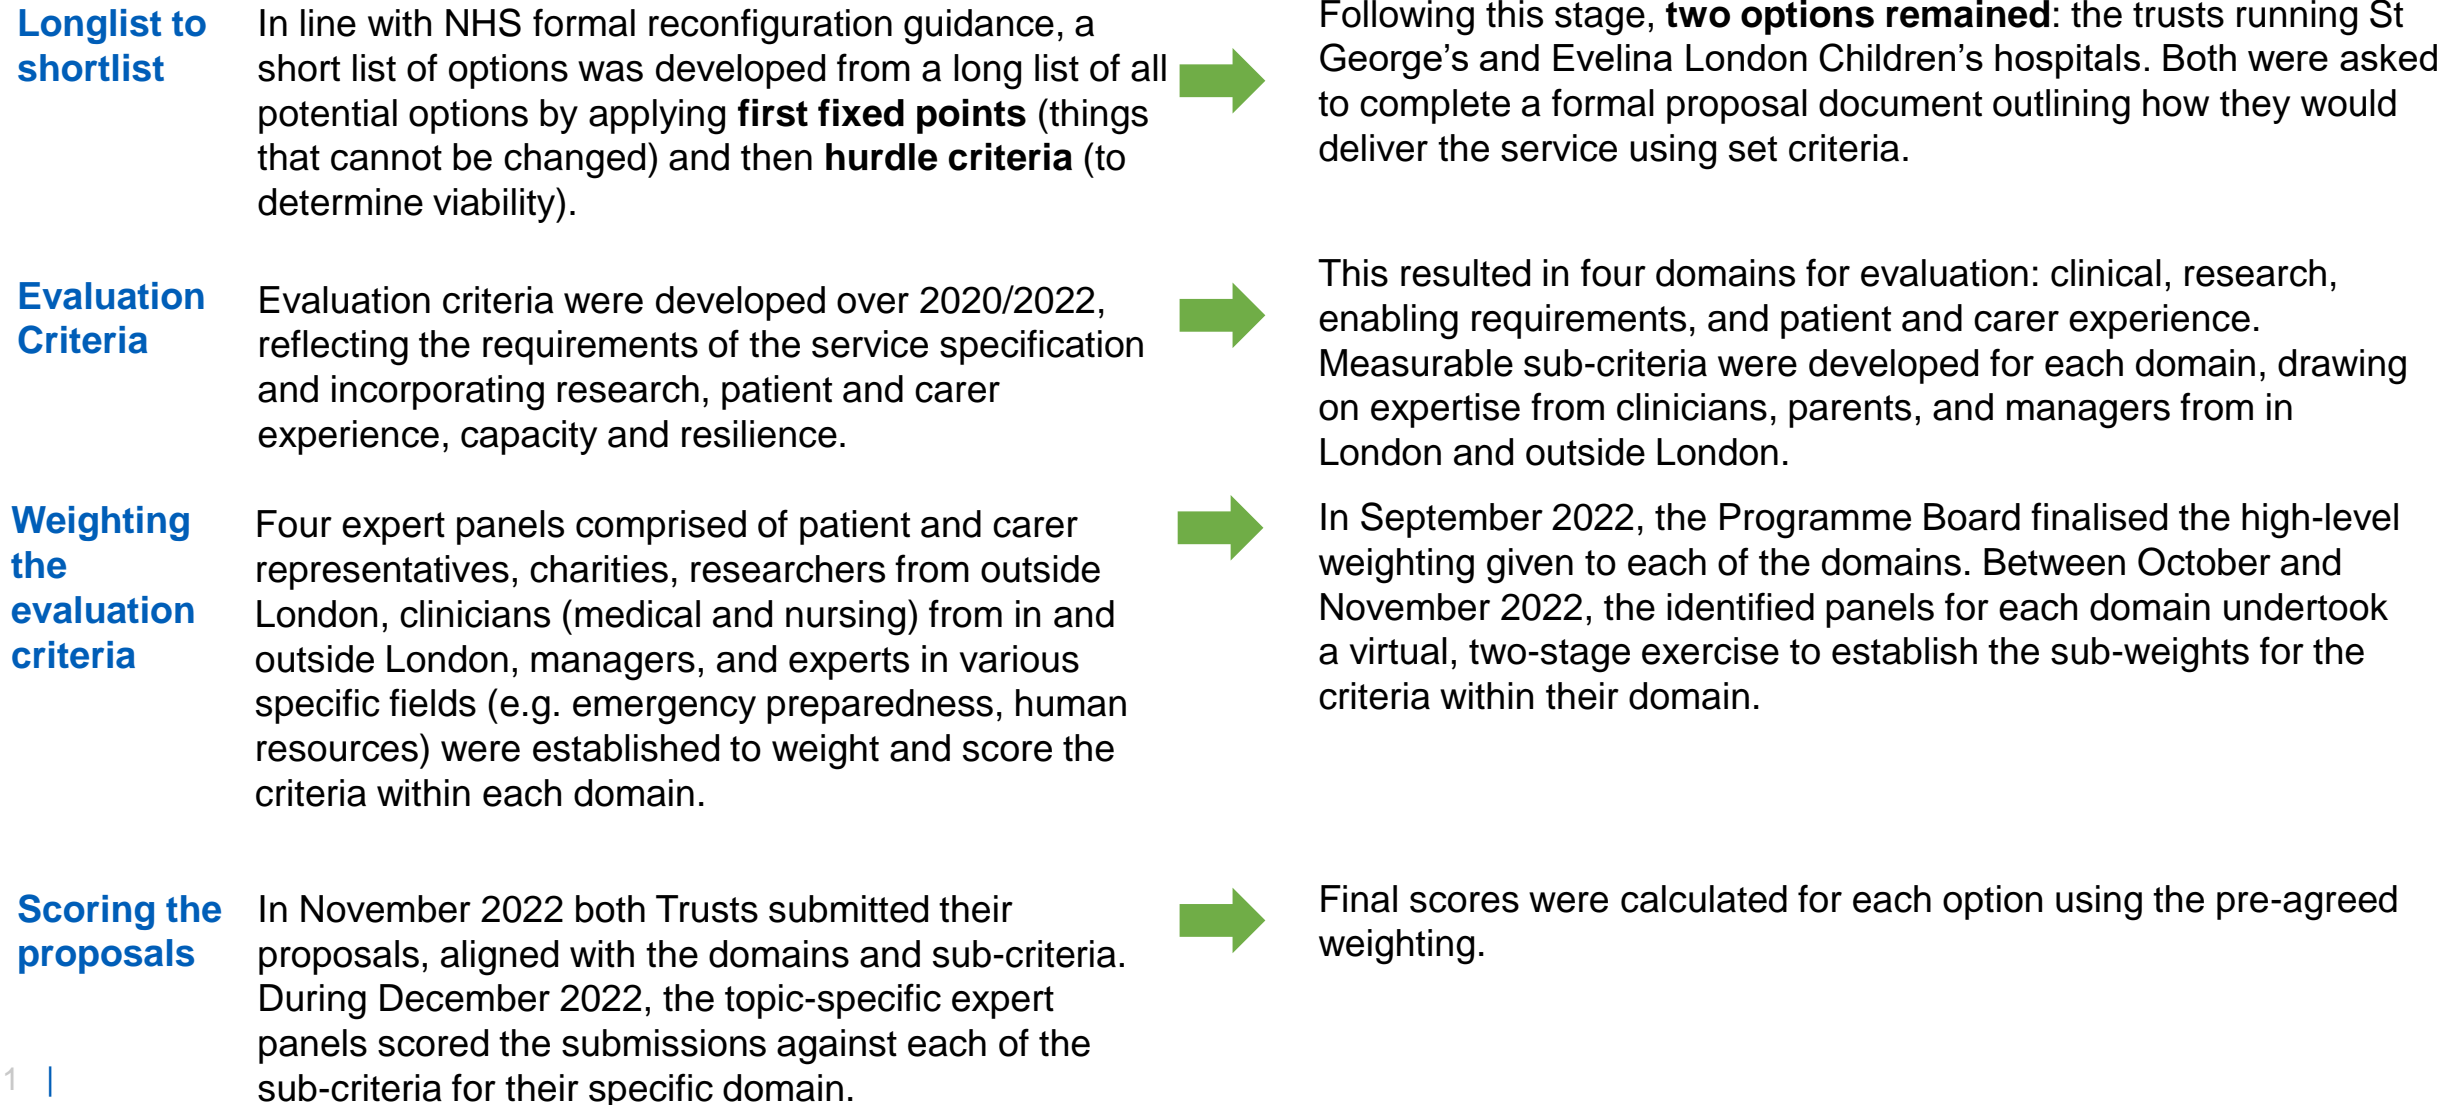 Longlist to
shortlist
In line with NHS formal reconfiguration guidance, a
short list of options was developed from a long list of all
potential options by applying first fixed points (things
that cannot be changed) and then hurdle criteria (to
determine viability).
Following this stage, two options remained: the trusts running St
George’s and Evelina London Children’s hospitals. Both were asked
to complete a formal proposal document outlining how they would
deliver the service using set criteria.
Evaluation
Criteria
Evaluation criteria were developed over 2020/2022,
reflecting the requirements of the service specification
and incorporating research, patient and carer
experience, capacity and resilience.
This resulted in four domains for evaluation: clinical, research,
enabling requirements, and patient and carer experience.
Measurable sub-criteria were developed for each domain, drawing
on expertise from clinicians, parents, and managers from in
London and outside London.
Weighting
the
evaluation
criteria
Four expert panels comprised of patient and carer
representatives, charities, researchers from outside
London, clinicians (medical and nursing) from in and
outside London, managers, and experts in various
specific fields (e.g. emergency preparedness, human
resources) were established to weight and score the
criteria within each domain.
In September 2022, the Programme Board finalised the high-level
weighting given to each of the domains. Between October and
November 2022, the identified panels for each domain undertook
a virtual, two-stage exercise to establish the sub-weights for the
criteria within their domain.
Scoring the
proposals
In November 2022 both Trusts submitted their
proposals, aligned with the domains and sub-criteria.
During December 2022, the topic-specific expert
panels scored the submissions against each of the
sub-criteria for their specific domain.
Final scores were calculated for each option using the pre-agreed
weighting.
1 |